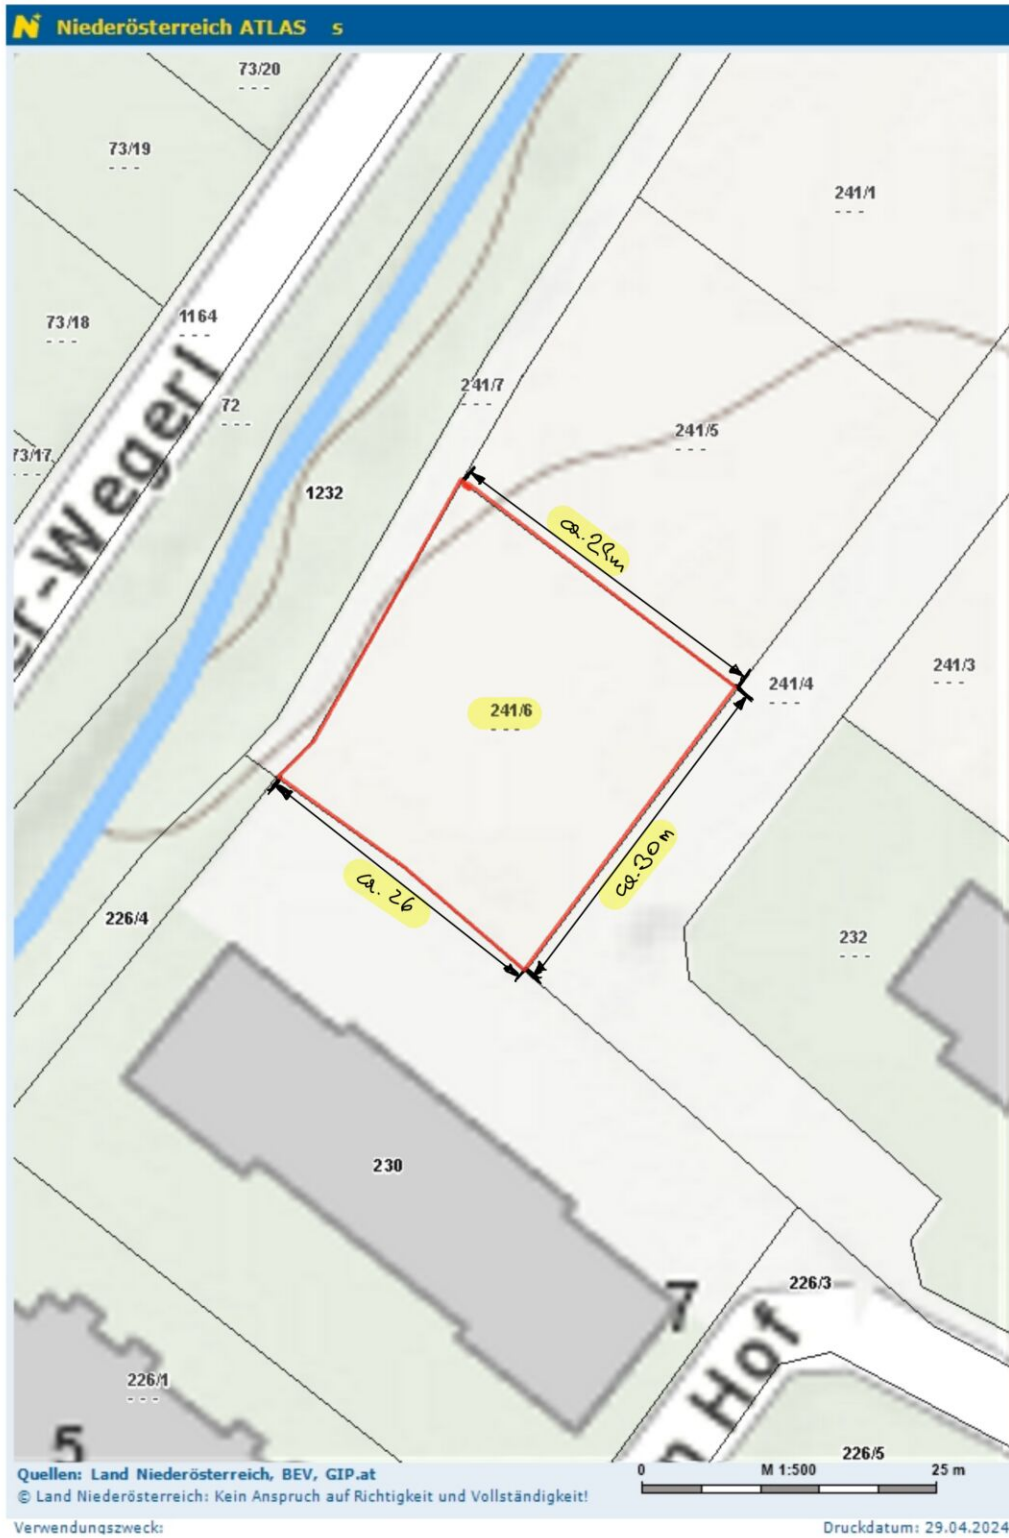 Niederösterreich ATLAS s
73/20
73/19
241/1
73/18
1164
241/7
72
241/5
73/17
1232
er-Wegerl
ca. 29m
241/3
241/4
241/6
ca. 30m
ca. 26
226/4
232
230
7
226/3
226/1
n Hof
5
226/5
Quellen: Land Niederösterreich, BEV, GIP.at
0 M 1:500 25 m
© Land Niederösterreich: Kein Anspruch auf Richtigkeit und Vollständigkeit!
Verwendungszweck: Druckdatum: 29.04.2024